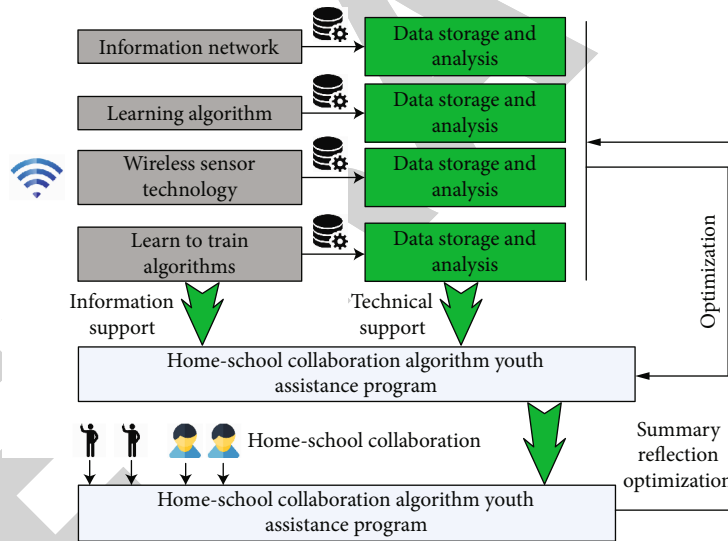 Information network
Data storage and
analysis
Learning algorithm
Data storage and
analysis
Wireless sensor
technology
Data storage and
analysis
Learn to train
algorithms
Data storage and
analysis
Optimization
Information
support
Technical
support
Home-school collaboration algorithm youth
assistance program
Home-school collaboration
Summary
reflection
optimization
Home-school collaboration algorithm youth
assistance program